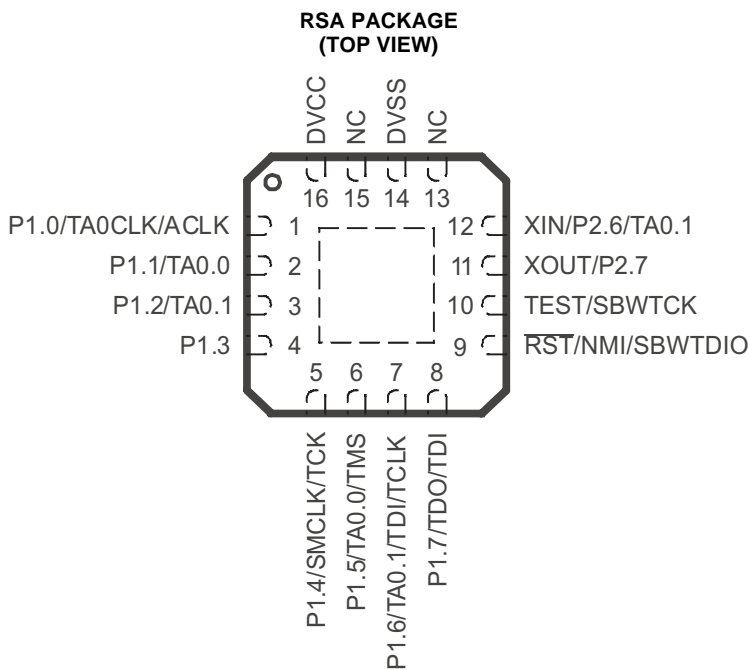 RSA PACKAGE
(TOP VIEW)
DVCC
NC
DVSS
NC
16 15 14 13
P1.0/TA0CLK/ACLK 1
P1.1/TA0.0 2
P1.2/TA0.1 3
P1.3 4
12 XIN/P2.6/TA0.1
11 XOUT/P2.7
10 TEST/SBWTCK
9 RST/NMI/SBWTDIO
5 6 7 8
P1.4/SMCLK/TCK
P1.5/TA0.0/TMS
P1.6/TA0.1/TDI/TCLK
P1.7/TDO/TDI